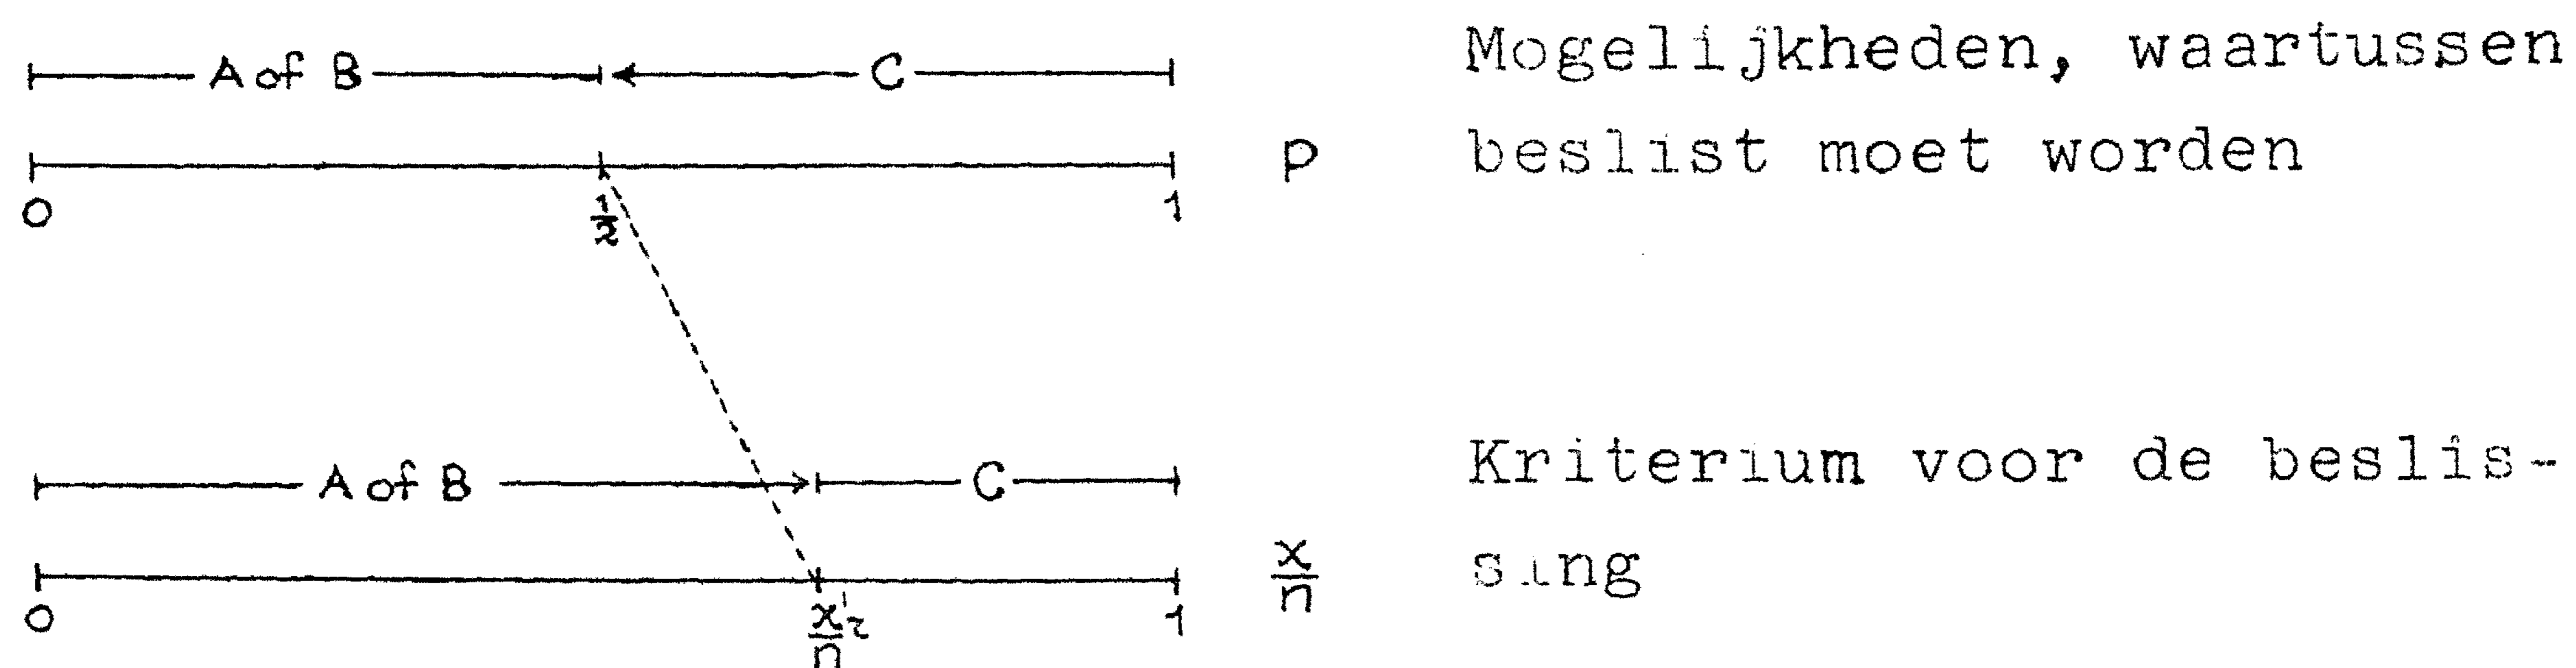 A of B C Mogelijkheden, waartussen
p beslist moet worden
0 1/2 1
A of B C Kriterium voor de beslis-
x/n sing
0 x'r/n 1